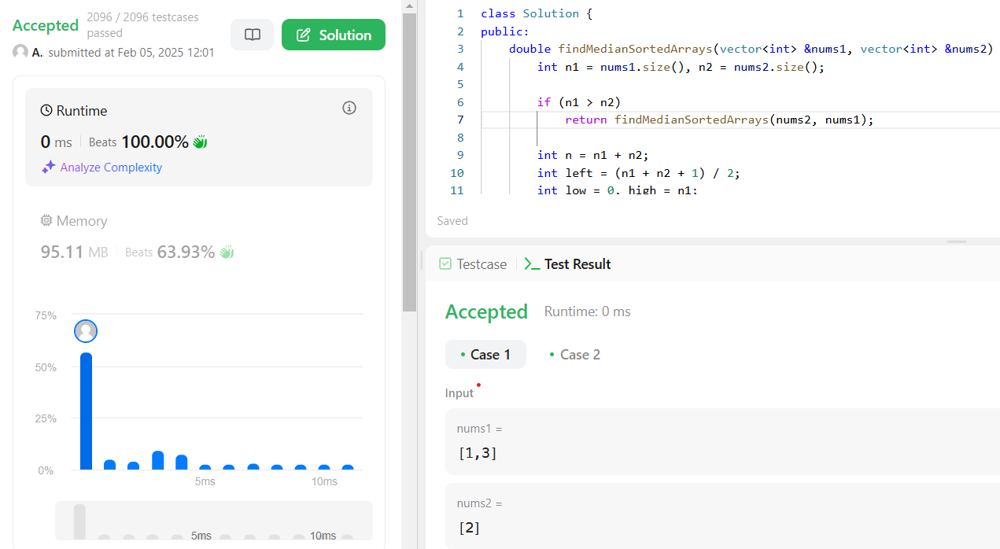 Accepted
2096 / 2096 testcases
passed
A. submitted at Feb 05, 2025 12:01
Solution
Runtime
0 ms
Beats 100.00%
Analyze Complexity
Memory
95.11 MB
Beats 63.93%
75%
50%
25%
0%
5ms
10ms
5ms
10ms
1 class Solution {
2 public:
3 double findMedianSortedArrays(vector<int> &nums1, vector<int> &nums2)
4 int n1 = nums1.size(), n2 = nums2.size();
5
6 if (n1 > n2)
7 return findMedianSortedArrays(nums2, nums1);
8
9 int n = n1 + n2;
10 int left = (n1 + n2 + 1) / 2;
11 int low = 0, high = n1;
Saved
Testcase
Test Result
Accepted
Runtime: 0 ms
Case 1
Case 2
Input
nums1 =
[1,3]
nums2 =
[2]